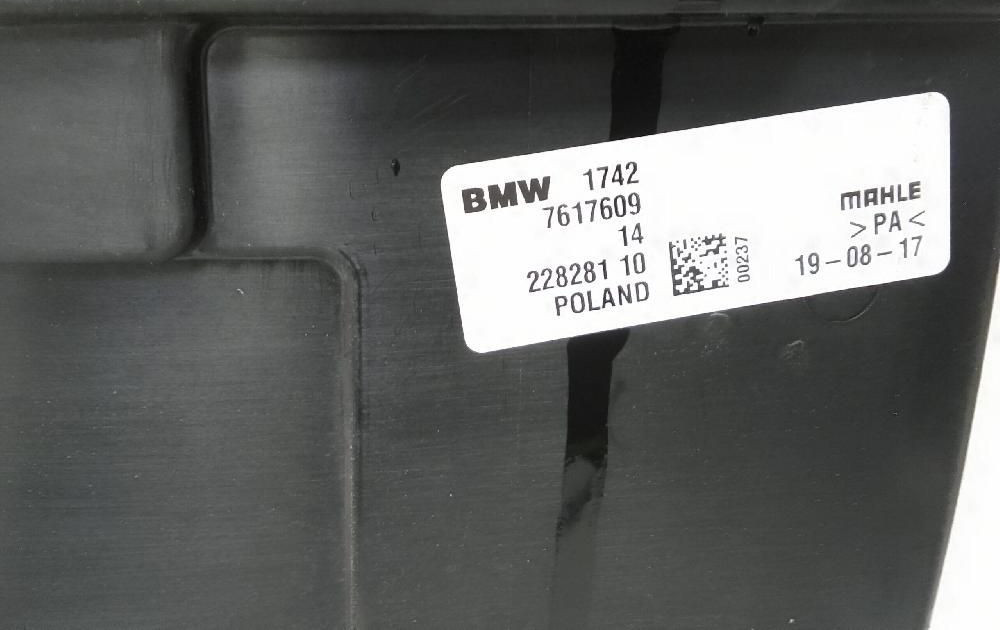 BMW 1742
7617609
14
228281 10
POLAND
00237
MAHLE
>PA<
19-08-17